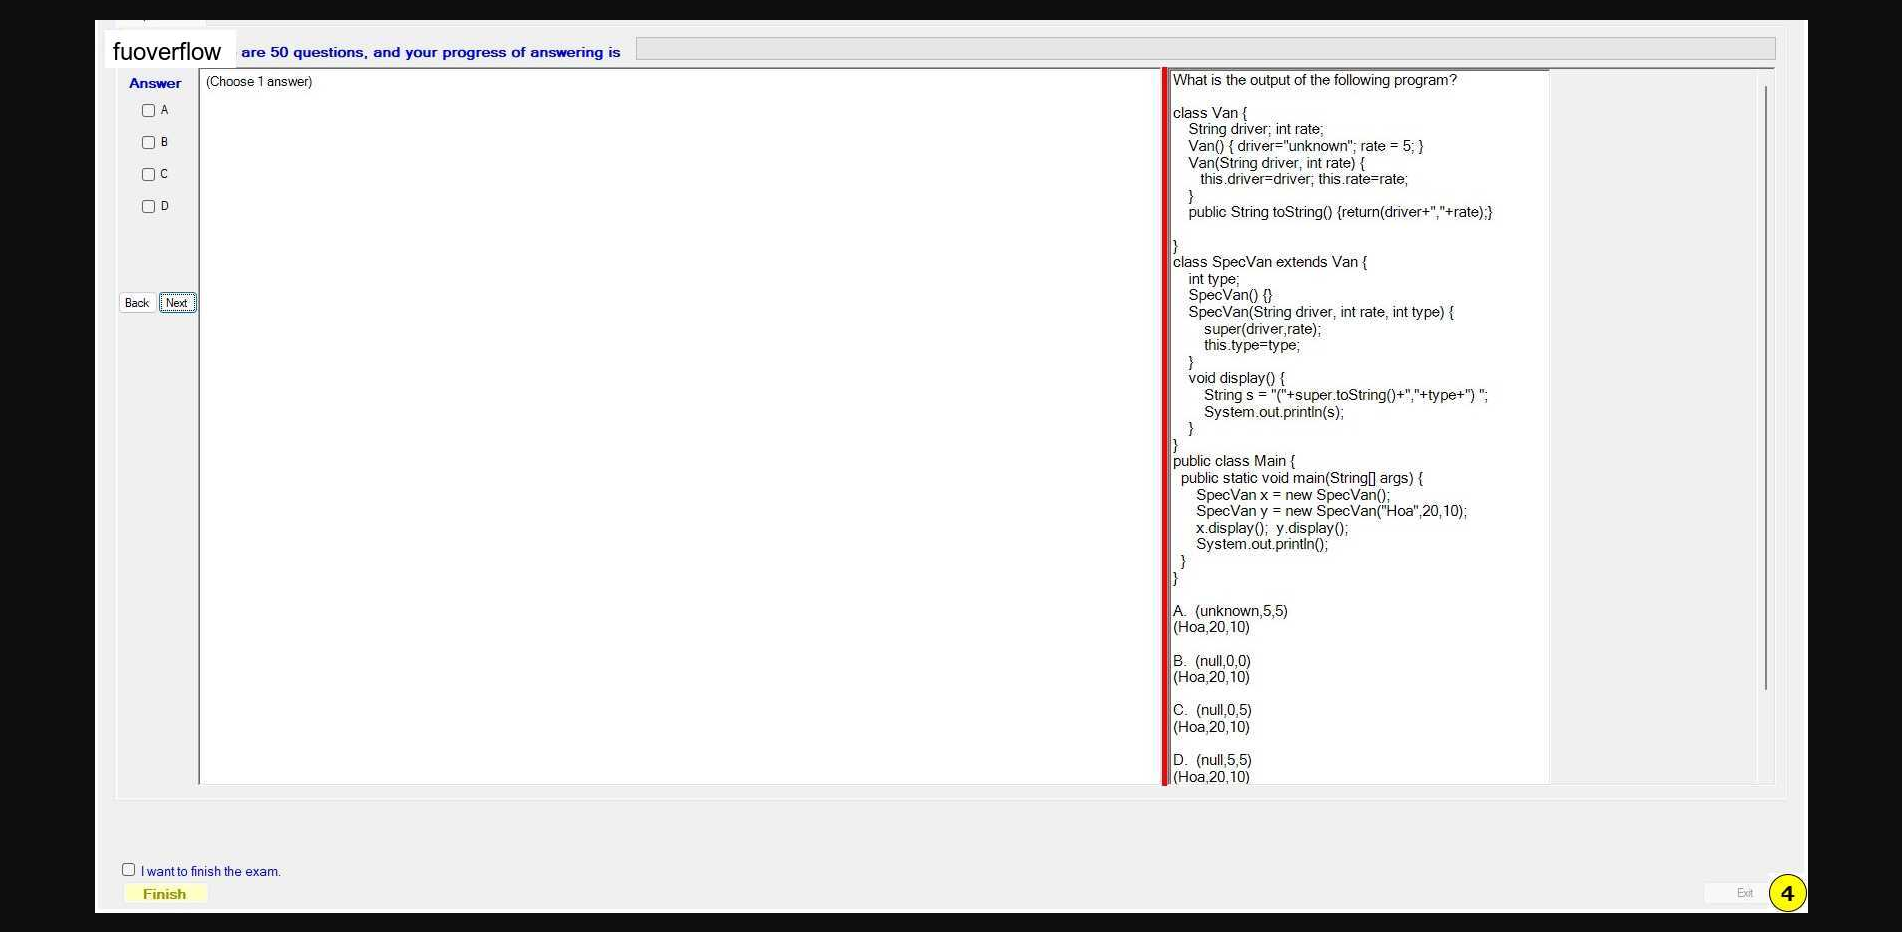 fuoverflow are 50 questions, and your progress of answering is
Answer
(Choose 1 answer)
A
B
C
D
Back Next
What is the output of the following program?
class Van {
String driver; int rate;
Van() { driver="unknown"; rate = 5; }
Van(String driver, int rate) {
this.driver=driver; this.rate=rate;
}
public String toString() {return(driver+","+rate);}
}
class SpecVan extends Van {
int type;
SpecVan() {}
SpecVan(String driver, int rate, int type) {
super(driver,rate);
this.type=type;
}
void display() {
String s = "("+super.toString()+","+type+") ";
System.out.println(s);
}
}
public class Main {
public static void main(String[] args) {
SpecVan x = new SpecVan();
SpecVan y = new SpecVan("Hoa",20,10);
x.display(); y.display();
System.out.println();
}
}
A. (unknown,5,5)
(Hoa,20,10)
B. (null,0,0)
(Hoa,20,10)
C. (null,0,5)
(Hoa,20,10)
D. (null,5,5)
(Hoa,20,10)
I want to finish the exam.
Finish
Exit
4